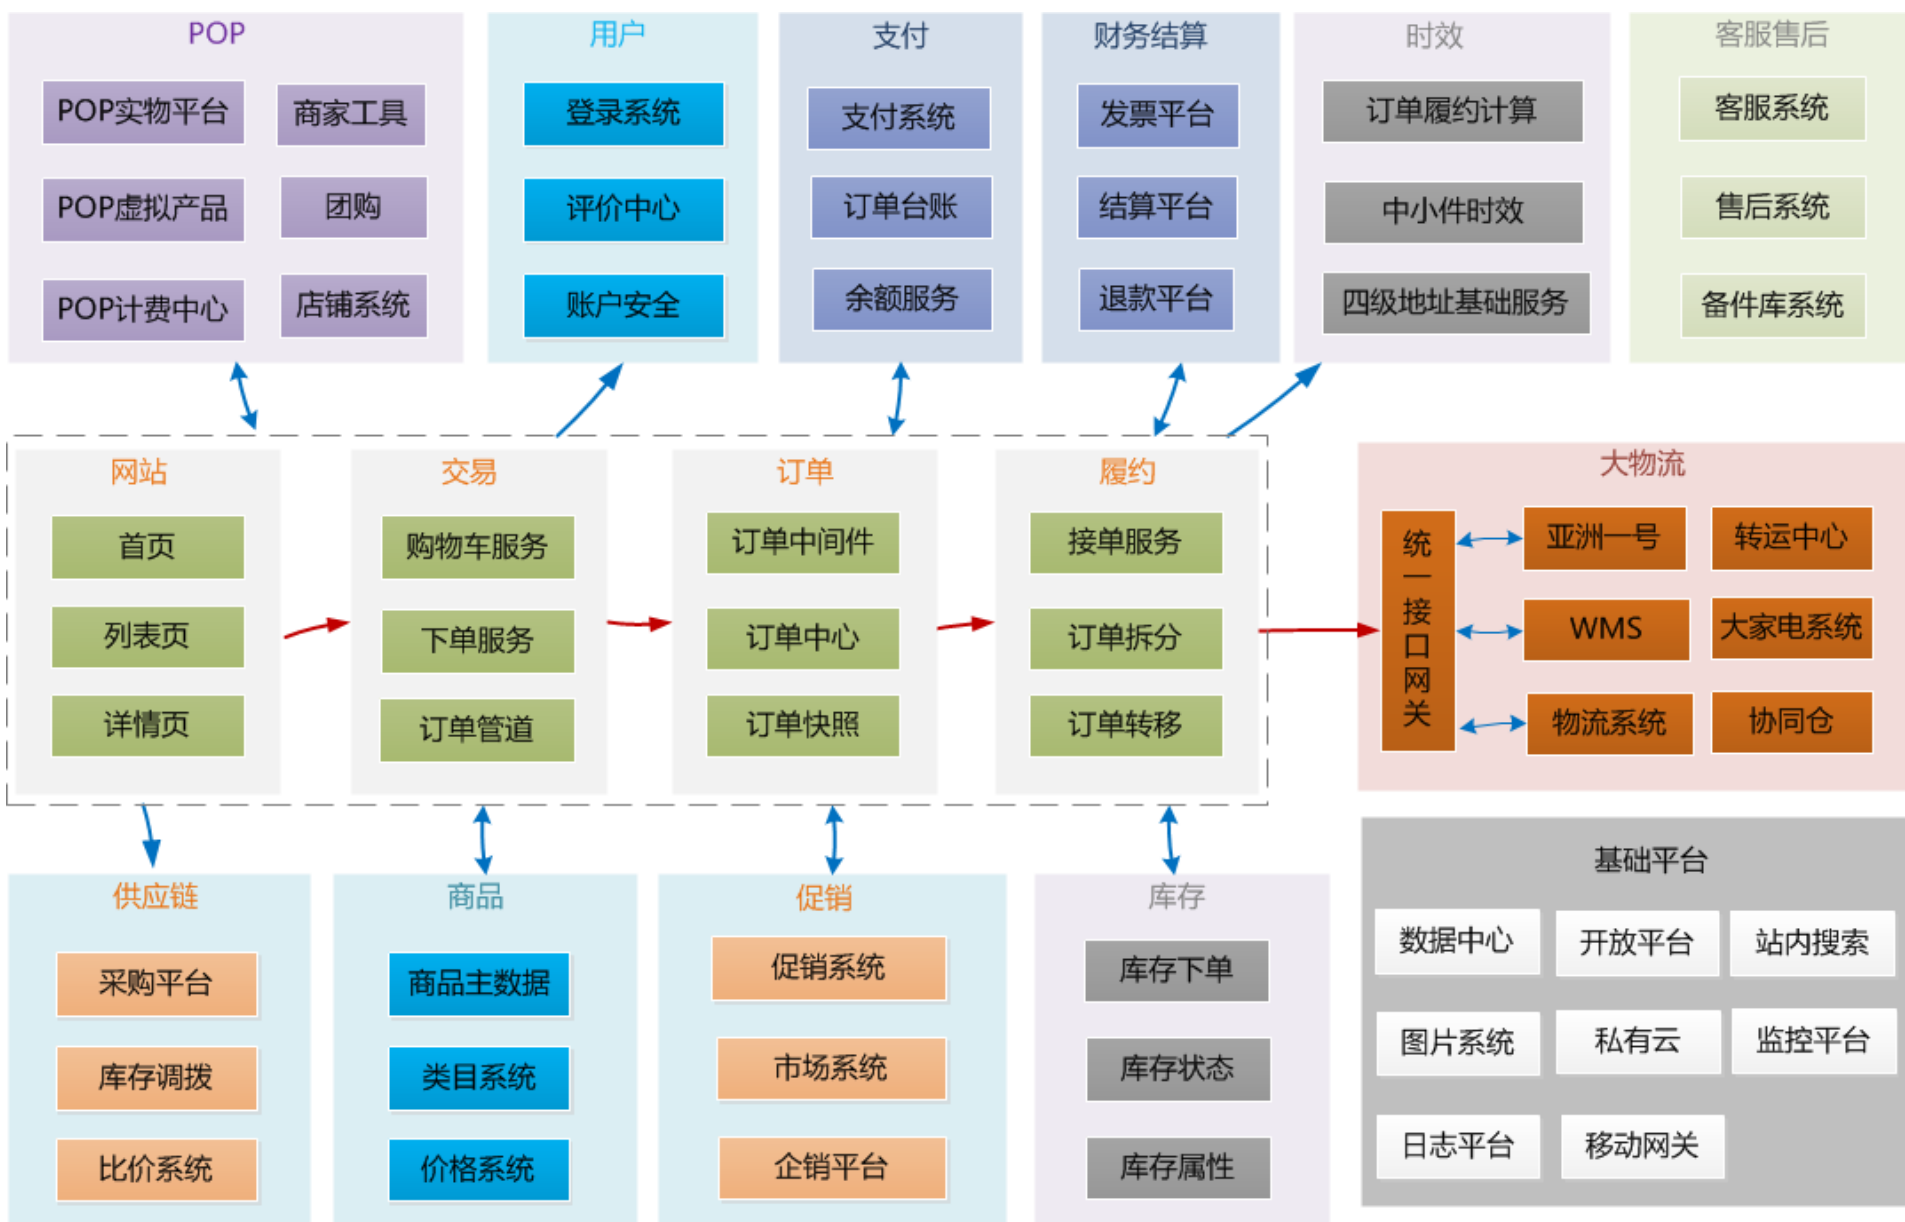 POP
POP实物平台
商家工具
POP虚拟产品
团购
POP计费中心
店铺系统
用户
登录系统
评价中心
账户安全
支付
支付系统
订单台账
余额服务
财务结算
发票平台
结算平台
退款平台
时效
订单履约计算
中小件时效
四级地址基础服务
客服售后
客服系统
售后系统
备件库系统
网站
首页
列表页
详情页
交易
购物车服务
下单服务
订单管道
订单
订单中间件
订单中心
订单快照
履约
接单服务
订单拆分
订单转移
大物流
统一接口网关
亚洲一号
转运中心
WMS
大家电系统
物流系统
协同仓
供应链
采购平台
库存调拨
比价系统
商品
商品主数据
类目系统
价格系统
促销
促销系统
市场系统
企销平台
库存
库存下单
库存状态
库存属性
基础平台
数据中心
开放平台
站内搜索
图片系统
私有云
监控平台
日志平台
移动网关